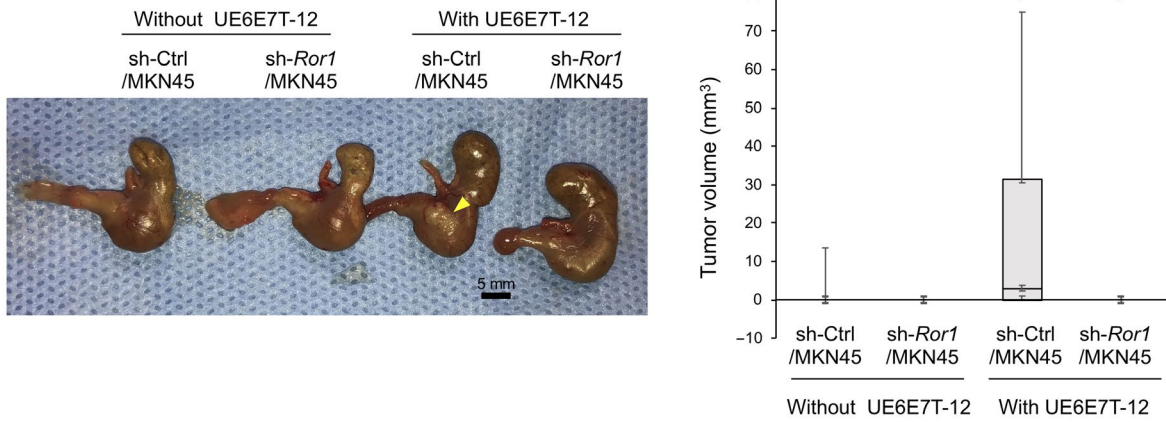 Without UE6E7T-12
With UE6E7T-12
sh-Ctrl
/MKN45
sh-Ror1
/MKN45
sh-Ctrl
/MKN45
sh-Ror1
/MKN45
5 mm
Tumor volume (mm³)
70
60
50
40
30
20
10
0
−10
sh-Ctrl
/MKN45
sh-Ror1
/MKN45
sh-Ctrl
/MKN45
sh-Ror1
/MKN45
Without UE6E7T-12
With UE6E7T-12